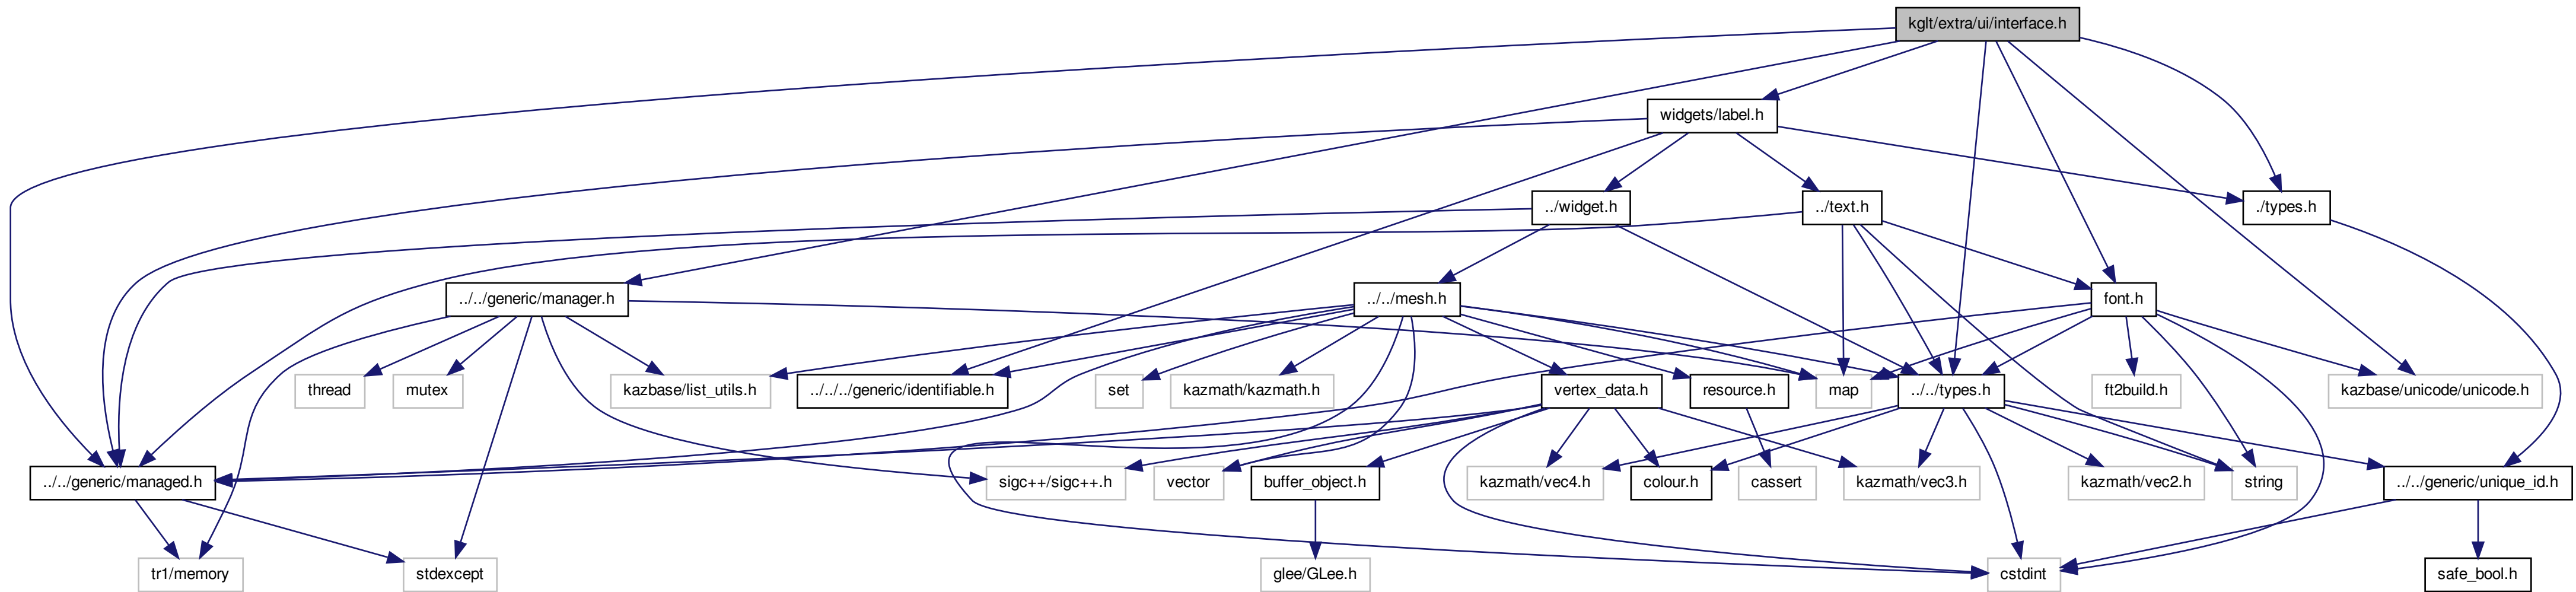 kglt/extra/ui/interface.h
widgets/label.h
../widget.h
../text.h
./types.h
../../generic/manager.h
../../mesh.h
font.h
thread
mutex
kazbase/list_utils.h
../../../generic/identifiable.h
set
kazmath/kazmath.h
vertex_data.h
resource.h
map
../../types.h
ft2build.h
kazbase/unicode/unicode.h
../../generic/managed.h
sigc++/sigc++.h
vector
buffer_object.h
kazmath/vec4.h
colour.h
cassert
kazmath/vec3.h
kazmath/vec2.h
string
../../generic/unique_id.h
tr1/memory
stdexcept
glee/GLee.h
cstdint
safe_bool.h